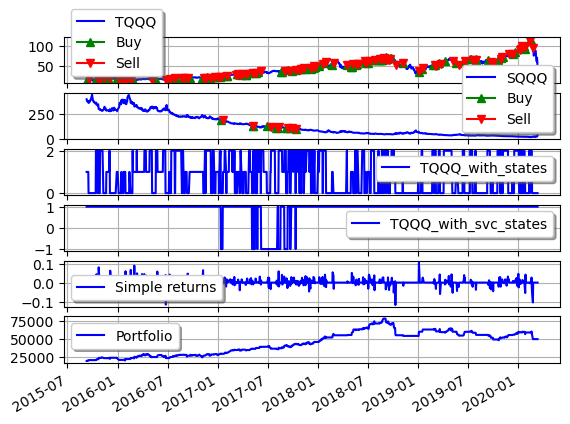 TQQQ
Buy
Sell
100
50
SQQQ
Buy
Sell
250
0
2
TQQQ_with_states
0
1
TQQQ_with_svc_states
−1
0.1
0.0
Simple returns
−0.1
75000
Portfolio
50000
25000
2015-07
2016-01
2016-07
2017-01
2017-07
2018-01
2018-07
2019-01
2019-07
2020-01